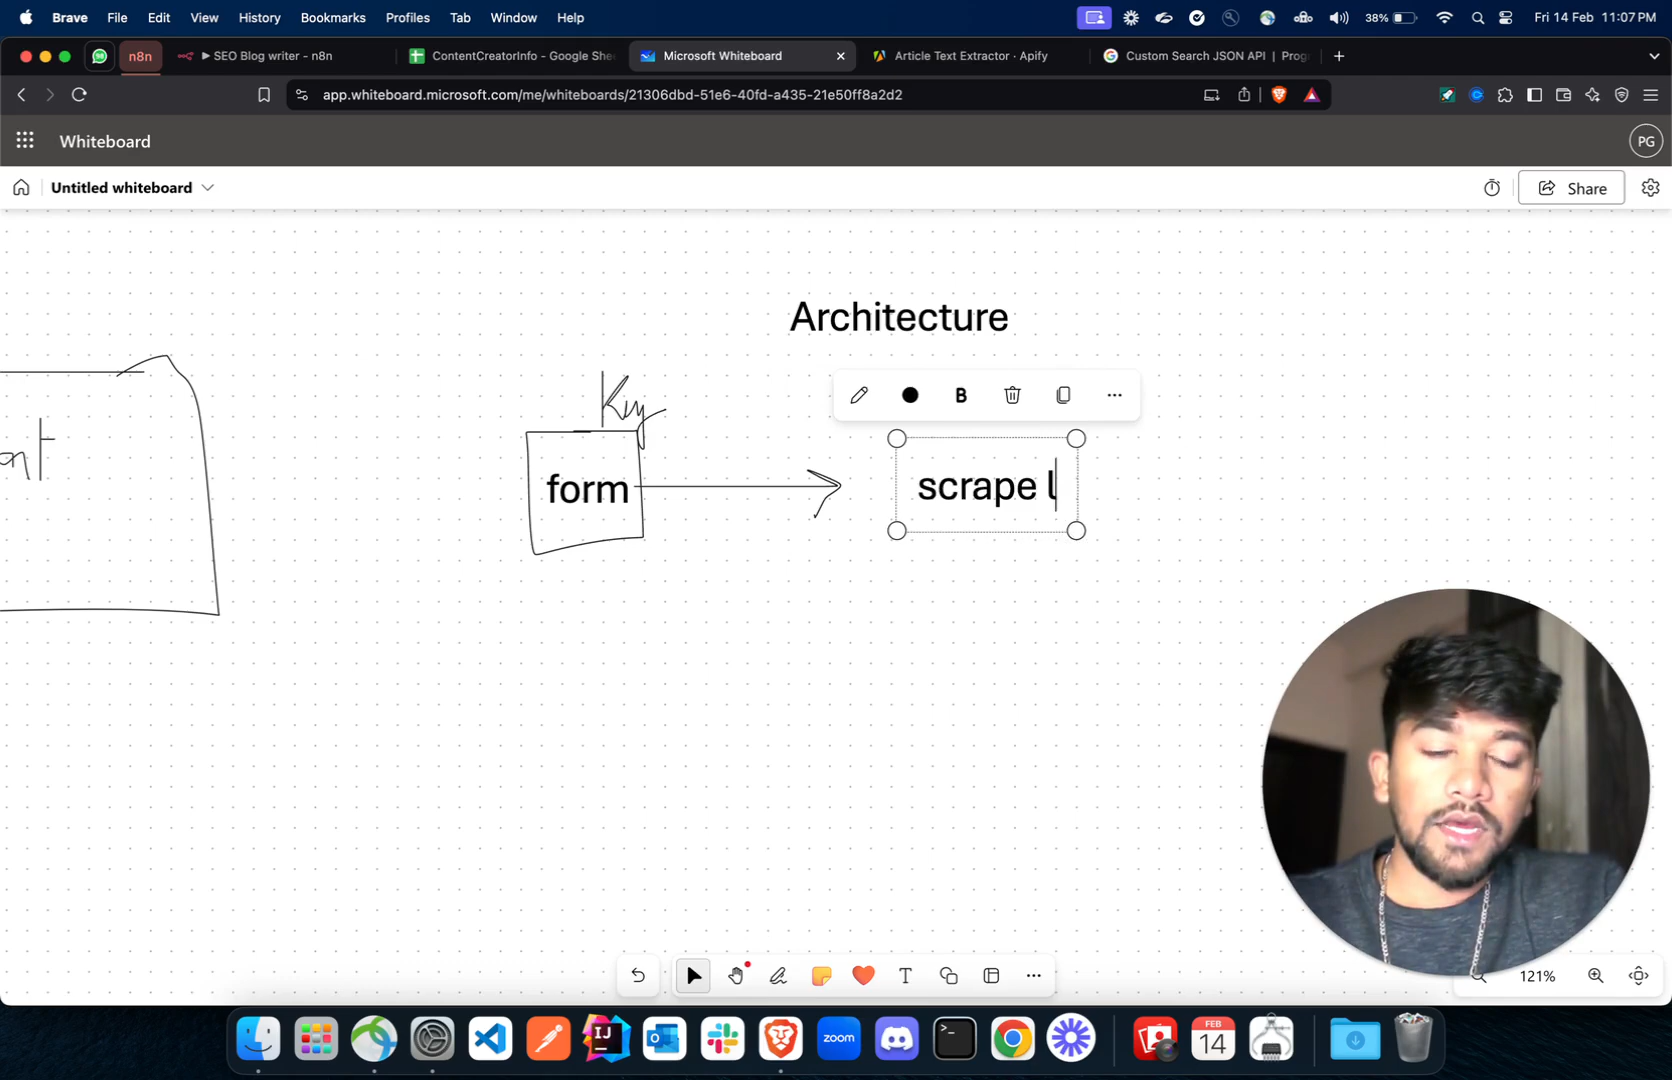 Brave File Edit View History Bookmarks Profiles Tab Window Help 38% Fri 14 Feb 11:07 PM
n8n SEO Blog writer - n8n ContentCreatorInfo - Google She Microsoft Whiteboard Article Text Extractor · Apify Custom Search JSON API | Prog
app.whiteboard.microsoft.com/me/whiteboards/21306dbd-51e6-40fd-a435-21e50ff8a2d2
Whiteboard PG
Untitled whiteboard Share
Architecture
B
form
scrape l
121%
zoom
FEB
14